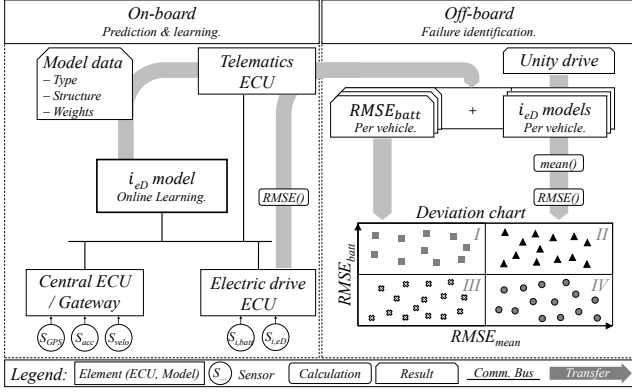 On-board
Prediction & learning.
Off-board
Failure identification.
Model data
– Type
– Structure
– Weights
Telematics
ECU
Unity drive
RMSE_batt
Per vehicle.
+
i_eD models
Per vehicle.
i_eD model
Online Learning.
RMSE()
mean()
RMSE()
Deviation chart
Central ECU
/ Gateway
Electric drive
ECU
S_GPS S_acc S_velo
S_i,batt S_i,eD
RMSE_batt
I II
III IV
RMSE_mean
Legend: Element (ECU, Model) S_... Sensor Calculation Result Comm. Bus Transfer